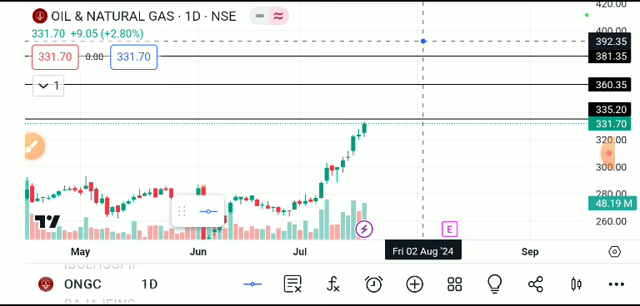 OIL & NATURAL GAS · 1D · NSE
331.70 +9.05 (+2.80%)
331.70 0.00 331.70
1
420.00
392.35
381.35
360.35
335.20
331.70
320.00
300.00
280.00
48.19 M
260.00
E
May Jun Jul Fri 02 Aug '24 Sep
ONGC 1D